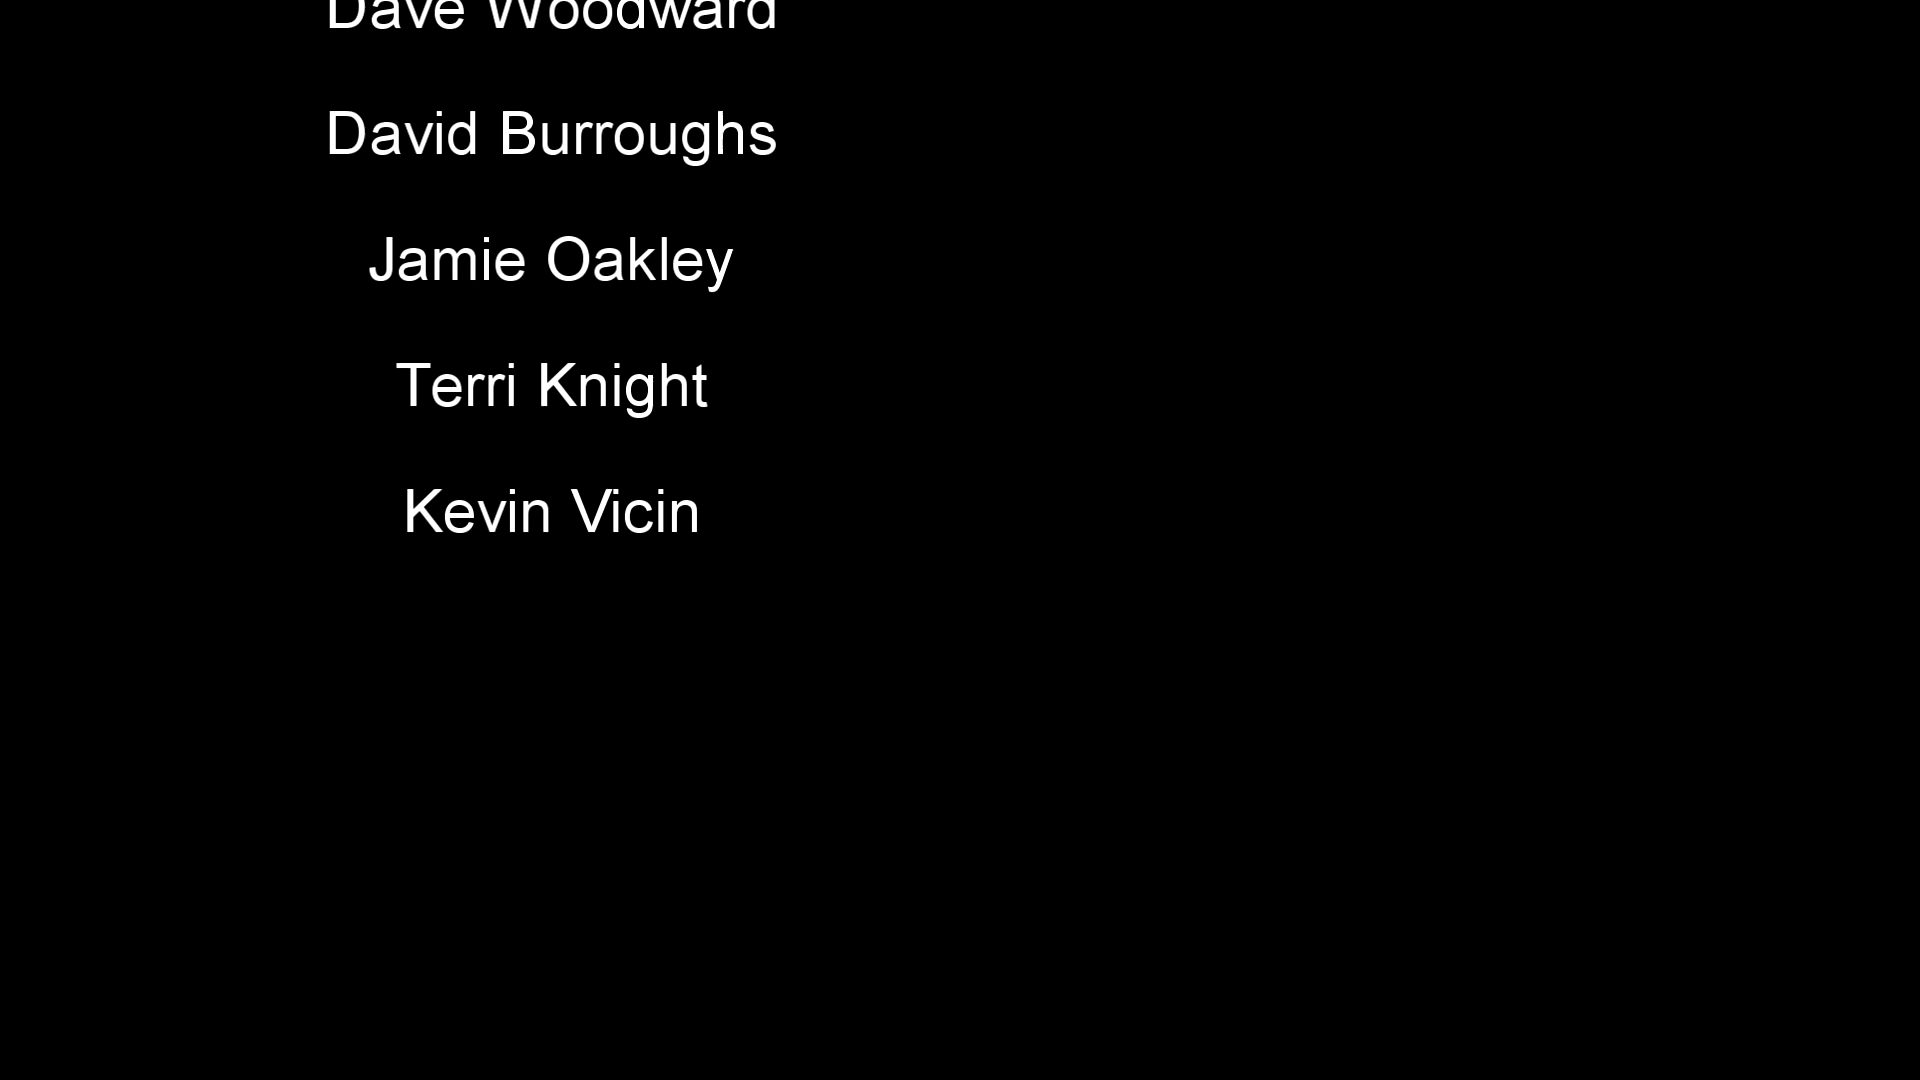 Dave Woodward
David Burroughs
Jamie Oakley
Terri Knight
Kevin Vicin